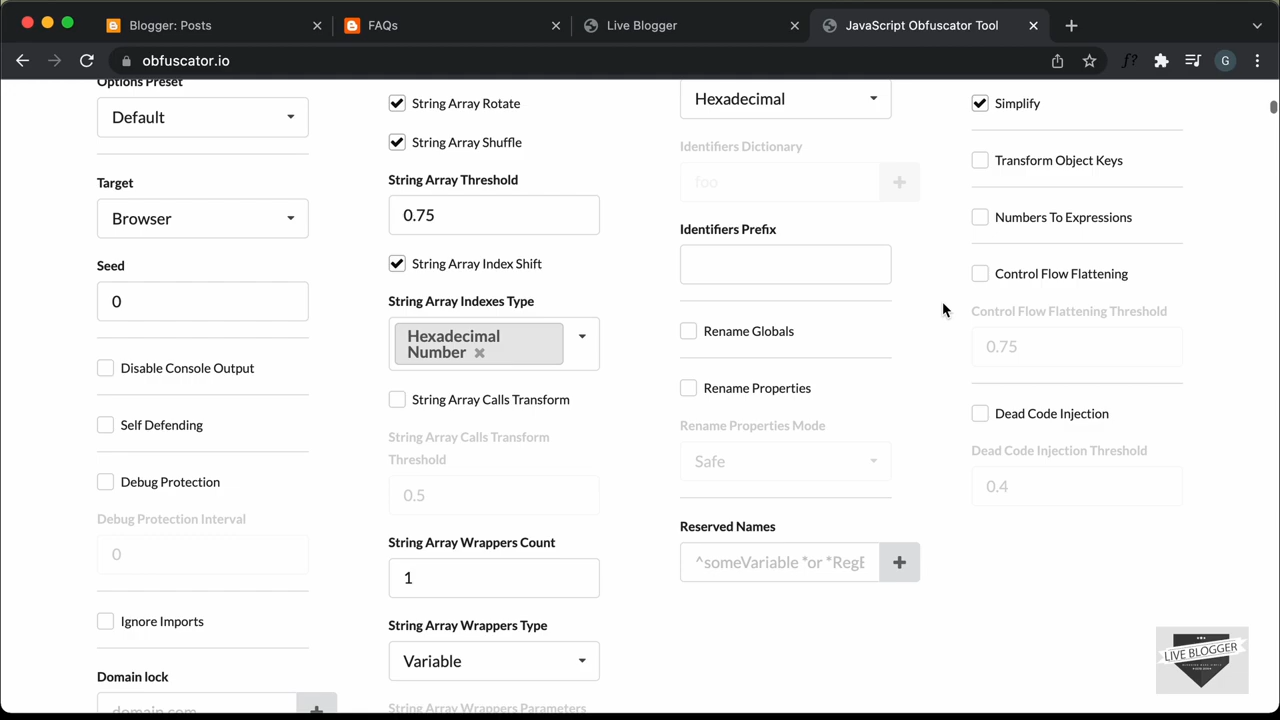 Blogger: Posts
FAQs
Live Blogger
JavaScript Obfuscator Tool
obfuscator.io
f?
G
Options Preset
Default
Target
Browser
Seed
0
Disable Console Output
Self Defending
Debug Protection
Debug Protection Interval
0
Ignore Imports
Domain lock
domain.com
String Array Rotate
String Array Shuffle
String Array Threshold
0.75
String Array Index Shift
String Array Indexes Type
Hexadecimal
Number
String Array Calls Transform
String Array Calls Transform
Threshold
0.5
String Array Wrappers Count
1
String Array Wrappers Type
Variable
String Array Wrappers Parameters
Hexadecimal
Identifiers Dictionary
foo
Identifiers Prefix
Rename Globals
Rename Properties
Rename Properties Mode
Safe
Reserved Names
^someVariable *or *RegE
Simplify
Transform Object Keys
Numbers To Expressions
Control Flow Flattening
Control Flow Flattening Threshold
0.75
Dead Code Injection
Dead Code Injection Threshold
0.4
LIVE BLOGGER